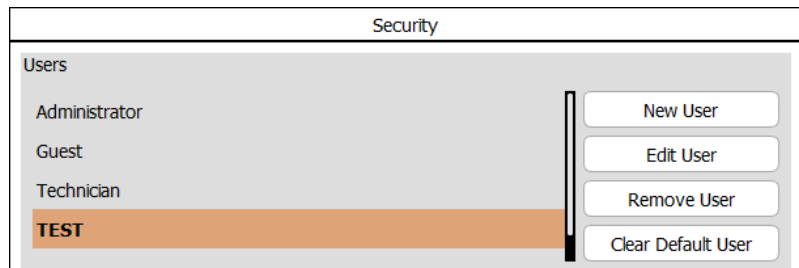 Security
Users
Administrator
Guest
Technician
TEST
New User
Edit User
Remove User
Clear Default User